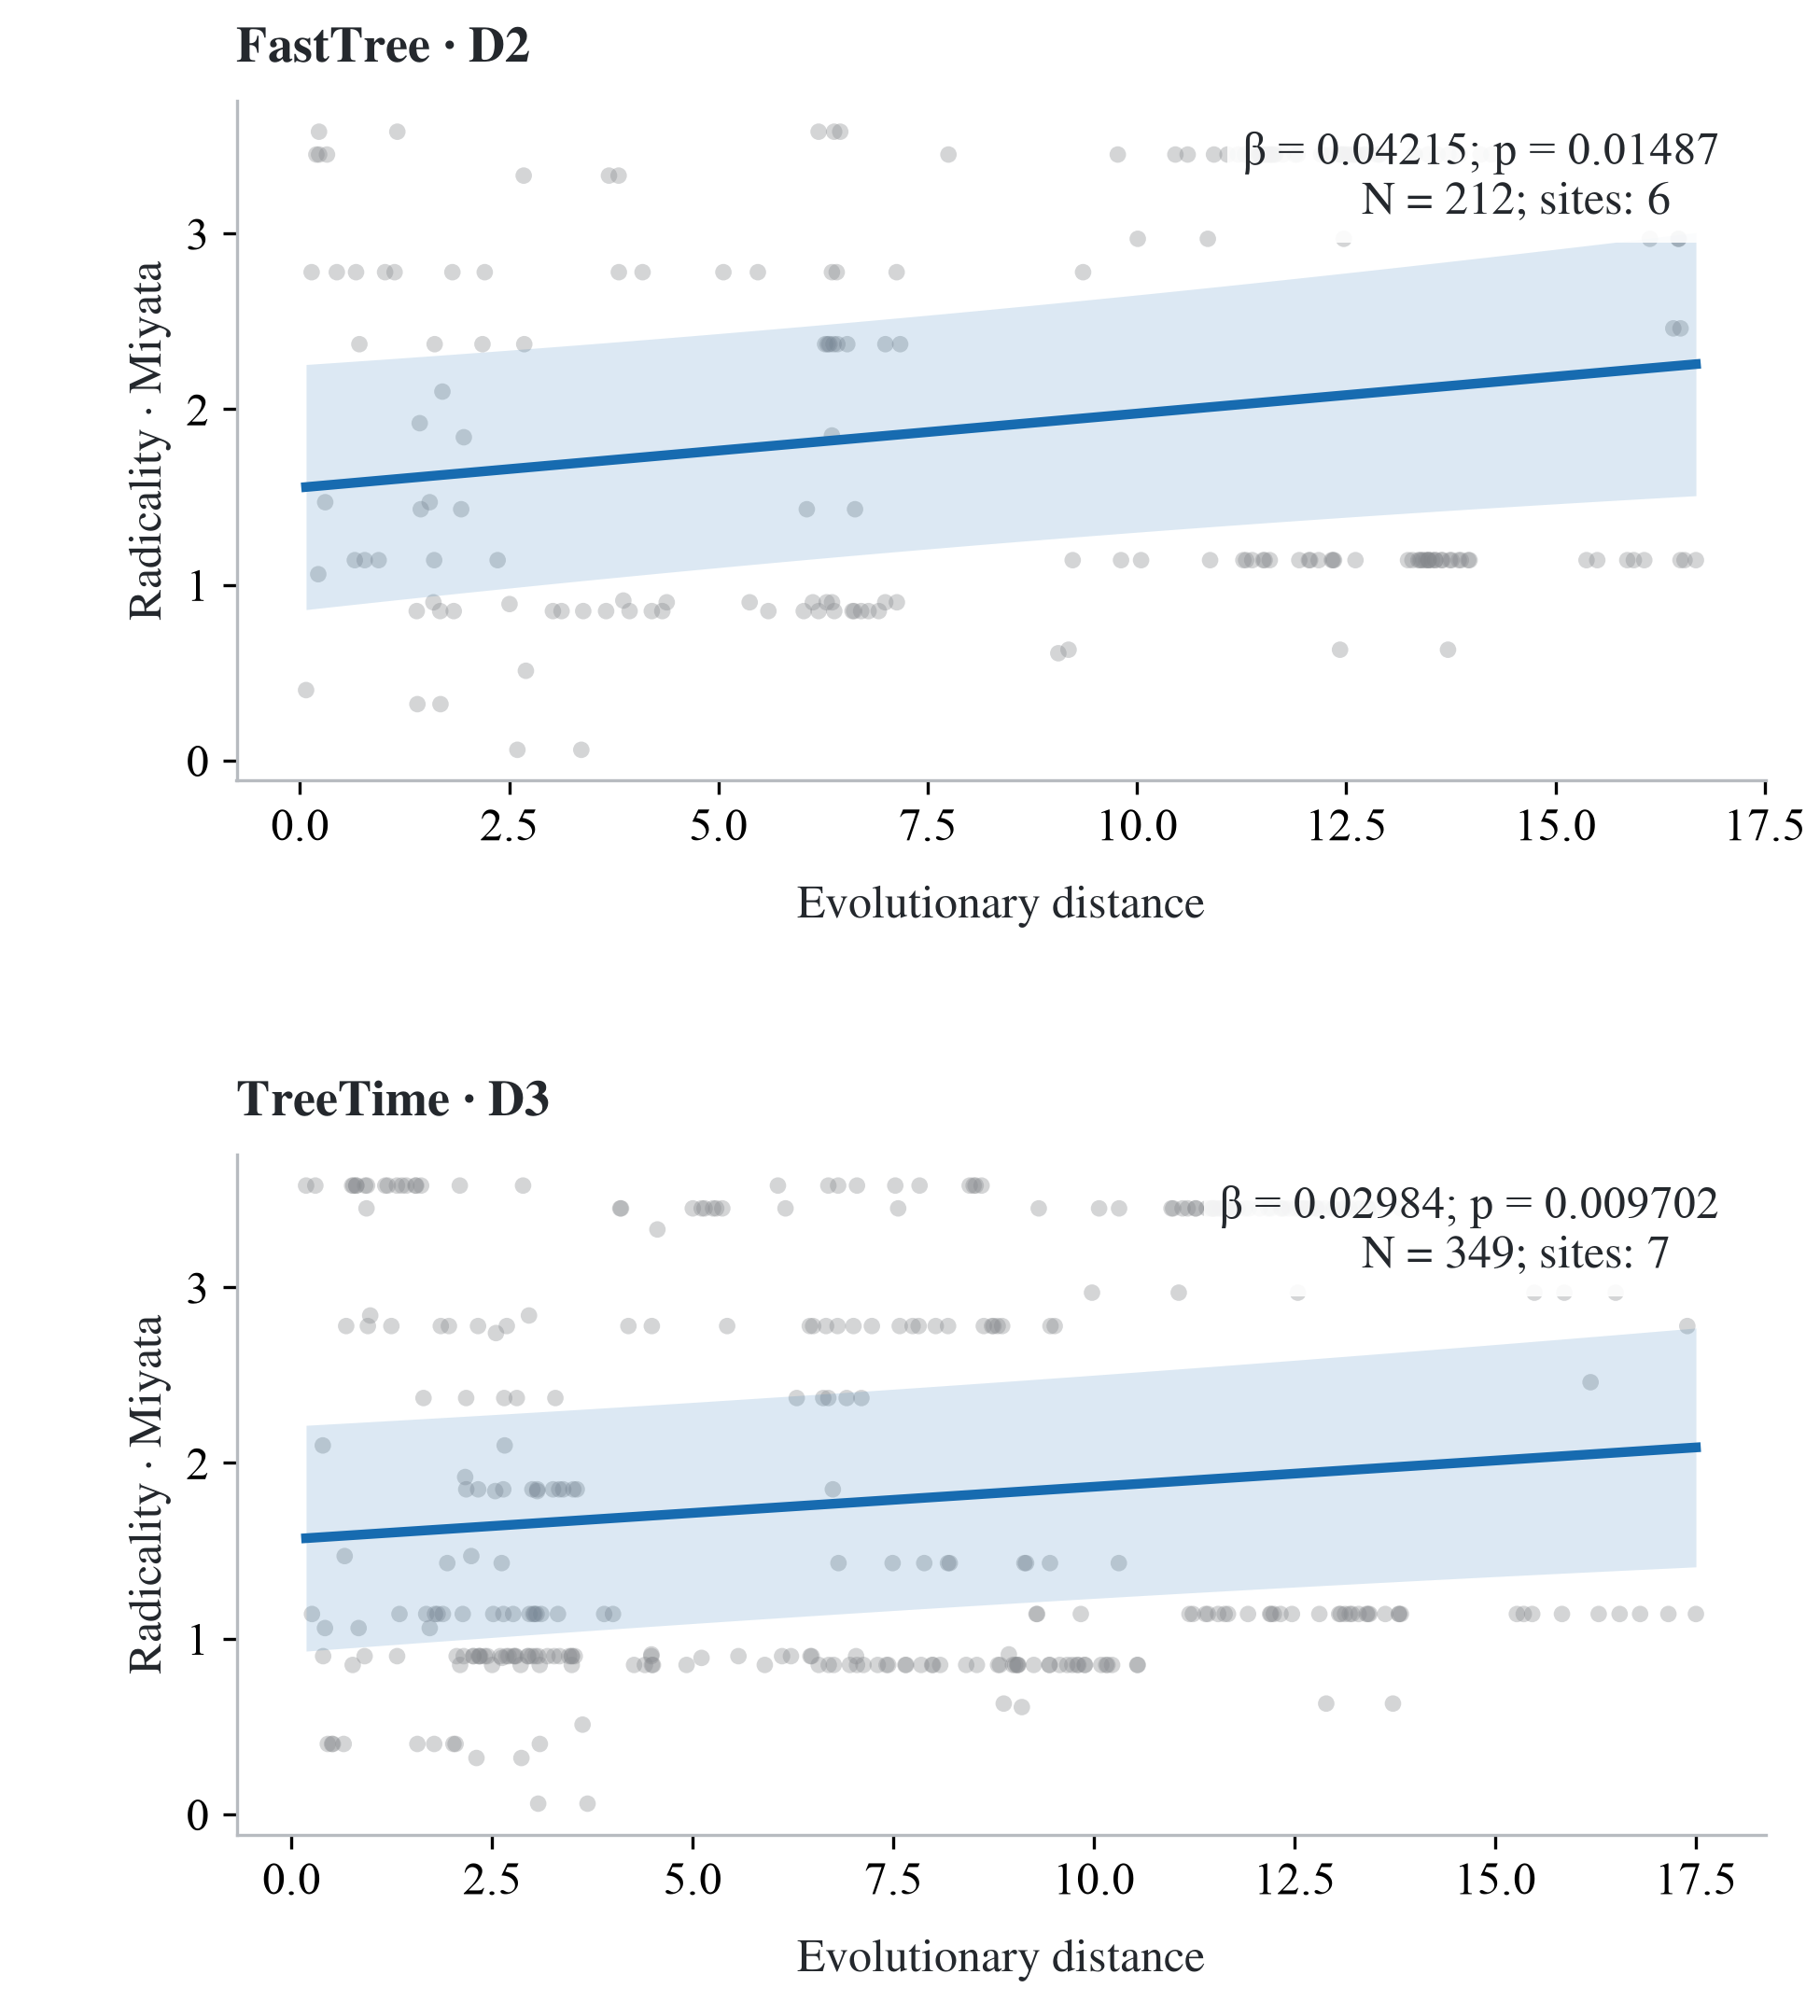 FastTree · D2
β = 0.04215; p = 0.01487
N = 212; sites: 6
Radicality · Miyata
3
2
1
0
0.0 2.5 5.0 7.5 10.0 12.5 15.0 17.5
Evolutionary distance
TreeTime · D3
β = 0.02984; p = 0.009702
N = 349; sites: 7
Radicality · Miyata
3
2
1
0
0.0 2.5 5.0 7.5 10.0 12.5 15.0 17.5
Evolutionary distance